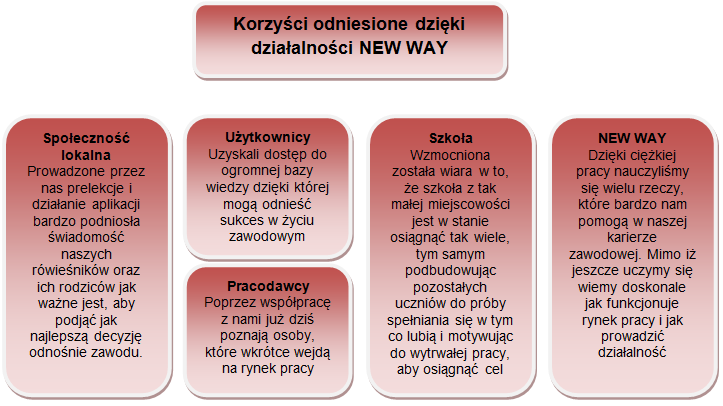 Korzyści odniesione dzięki
działalności NEW WAY
Społeczność
lokalna
Prowadzone przez
nas prelekcje i
działanie aplikacji
bardzo podniosła
świadomość
naszych
rówieśników oraz
ich rodziców jak
ważne jest, aby
podjąć jak
najlepszą decyzję
odnośnie zawodu.
Użytkownicy
Uzyskali dostęp do
ogromnej bazy
wiedzy dzięki której
mogą odnieść
sukces w życiu
zawodowym
Pracodawcy
Poprzez współpracę
z nami już dziś
poznają osoby,
które wkrótce wejdą
na rynek pracy
Szkoła
Wzmocniona
została wiara w to,
że szkoła z tak
małej miejscowości
jest w stanie
osiągnąć tak wiele,
tym samym
podbudowując
pozostałych
uczniów do próby
spełniania się w tym
co lubią i motywując
do wytrwałej pracy,
aby osiągnąć cel
NEW WAY
Dzięki ciężkiej
pracy nauczyliśmy
się wielu rzeczy,
które bardzo nam
pomogą w naszej
karierze
zawodowej. Mimo iż
jeszcze uczymy się
wiemy doskonale
jak funkcjonuje
rynek pracy i jak
prowadzić
działalność